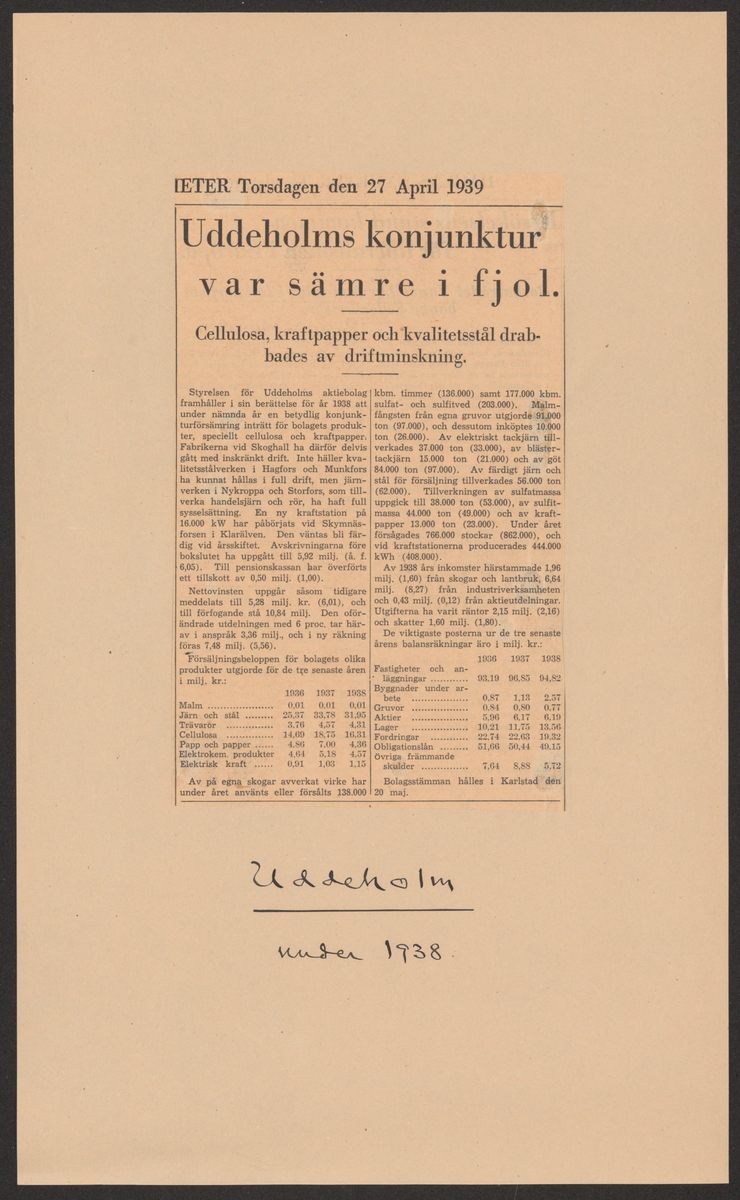 ŒTER Torsdagen den 27 April 1939
Uddeholms konjunktur
var sämre i fjol.
Cellulosa, kraftpapper och kvalitetsstål drab-
bades av driftminskning.
Styrelsen för Uddeholms aktiebolag
framhåller i sin berättelse för år 1938 att
under nämnda år en betydlig konjunk-
turförsämring inträtt för bolagets produk-
ter, speciellt cellulosa och kraftpapper.
Fabrikerna vid Skoghall ha därför delvis
gått med inskränkt drift. Inte häller kva-
litetsstålverken i Hagfors och Munkfors
ha kunnat hållas i full drift, men järn-
verken i Nykroppa och Storfors, som till-
verka handelsjärn och rör, ha haft full
sysselsättning. En ny kraftstation på
16.000 kW har påbörjats vid Skymnäs-
forsen i Klarälven. Den väntas bli fär-
dig vid årsskiftet. Avskrivningarna före
bokslutet ha uppgått till 5,92 milj. (å. f.
6,05). Till pensionskassan har överförts
ett tillskott av 0,50 milj. (1,00).
Nettovinsten uppgår såsom tidigare
meddelats till 5,28 milj. kr. (6,01), och
till förfogande stå 10,84 milj. Den oför-
ändrade utdelningen med 6 proc. tar här-
av i anspråk 3,36 milj., och i ny räkning
föras 7,48 milj. (5,56).
Försäljningsbeloppen för bolagets olika
produkter utgjorde för de tre senaste åren
i milj. kr.:
1936 1937 1938
Malm .................... 0,01 0,01 0,01
Järn och stål ......... 25,37 33,78 31,95
Trävarör .............. 3,76 4,57 4,31
Cellulosa .............. 14,69 18,75 16,31
Papp och papper ...... 4,86 7,00 4,36
Elektrokem. produkter 4,64 5,18 4,57
Elektrisk kraft ...... 0,91 1,03 1,15
Av på egna skogar avverkat virke har
under året använts eller försålts 138.000
kbm. timmer (136.000) samt 177.000 kbm.
sulfat- och sulfitved (203.000). Malm-
fångsten från egna gruvor utgjorde 91,000
ton (97.000), och dessutom inköptes 10.000
ton (26.000). Av elektriskt tackjärn till-
verkades 37.000 ton (33.000), av bläster-
tackjärn 15.000 ton (21.000) och av göt
84.000 ton (97.000). Av färdigt järn och
stål för försäljning tillverkades 56.000 ton
(62.000). Tillverkningen av sulfatmassa
uppgick till 38.000 ton (53.000), av sulfit-
massa 44.000 ton (49.000) och av kraft-
papper 13.000 ton (23.000). Under året
försågades 766.000 stockar (862.000), och
vid kraftstationerna producerades 444.000
kWh (408.000).
Av 1938 års inkomster härstammade 1,96
milj. (1,60) från skogar och lantbruk, 6,64
milj. (8,27) från industriverksamheten
och 0,43 milj. (0,12) från aktieutdelningar.
Utgifterna ha varit räntor 2,15 milj. (2,16)
och skatter 1,60 milj. (1,80).
De viktigaste posterna ur de tre senaste
årens balansräkningar äro i milj. kr.:
1936 1937 1938
Fastigheter och an-
läggningar ........... 93,19 96,85 94,82
Byggnader under ar-
bete ................. 0,87 1,13 2,57
Gruvor ................. 0,84 0,80 0,77
Aktier ................. 5,96 6,17 6,19
Lager .................. 10,21 11,75 13,56
Fordringar ........... 22,74 22,63 19,32
Obligationslån ......... 51,66 50,44 49,15
Övriga främmande
skulder .............. 7,64 8,88 5,72
Bolagsstämman hålles i Karlstad den
20 maj.
Uddeholm
under 1938.